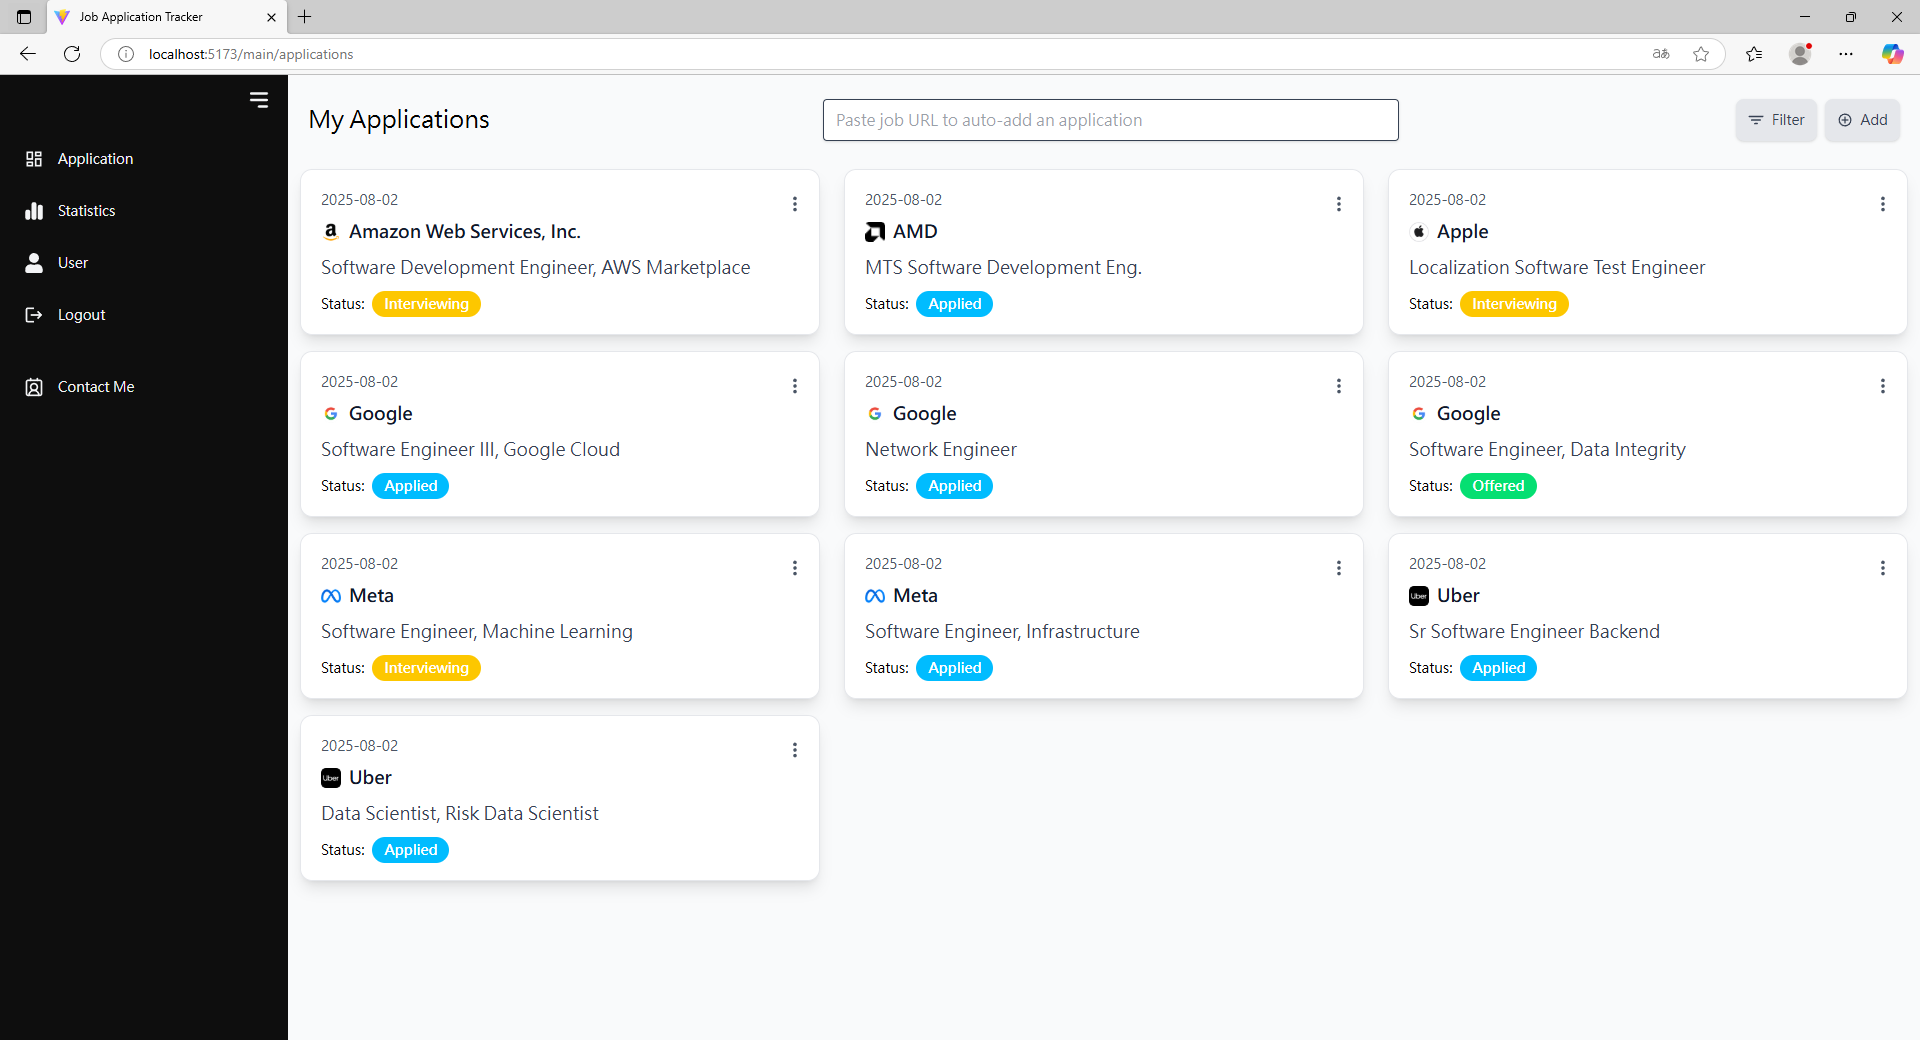 Job Application Tracker
localhost:5173/main/applications
My Applications
Paste job URL to auto-add an application
Filter
Add
Application
Statistics
User
Logout
Contact Me
2025-08-02
Amazon Web Services, Inc.
Software Development Engineer, AWS Marketplace
Status: Interviewing
2025-08-02
AMD
MTS Software Development Eng.
Status: Applied
2025-08-02
Apple
Localization Software Test Engineer
Status: Interviewing
2025-08-02
Google
Software Engineer III, Google Cloud
Status: Applied
2025-08-02
Google
Network Engineer
Status: Applied
2025-08-02
Google
Software Engineer, Data Integrity
Status: Offered
2025-08-02
Meta
Software Engineer, Machine Learning
Status: Interviewing
2025-08-02
Meta
Software Engineer, Infrastructure
Status: Applied
2025-08-02
Uber
Uber
Sr Software Engineer Backend
Status: Applied
2025-08-02
Uber
Uber
Data Scientist, Risk Data Scientist
Status: Applied